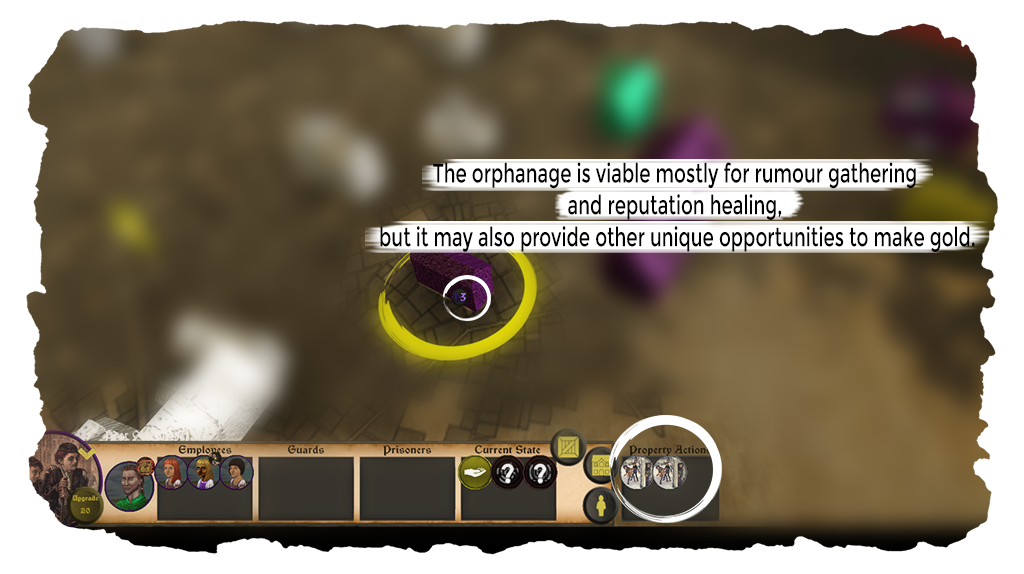 The orphanage is viable mostly for rumour gathering
and reputation healing,
but it may also provide other unique opportunities to make gold.
3
Employees
Guards
Prisoners
Current State
Property Actions
Upgrade
20